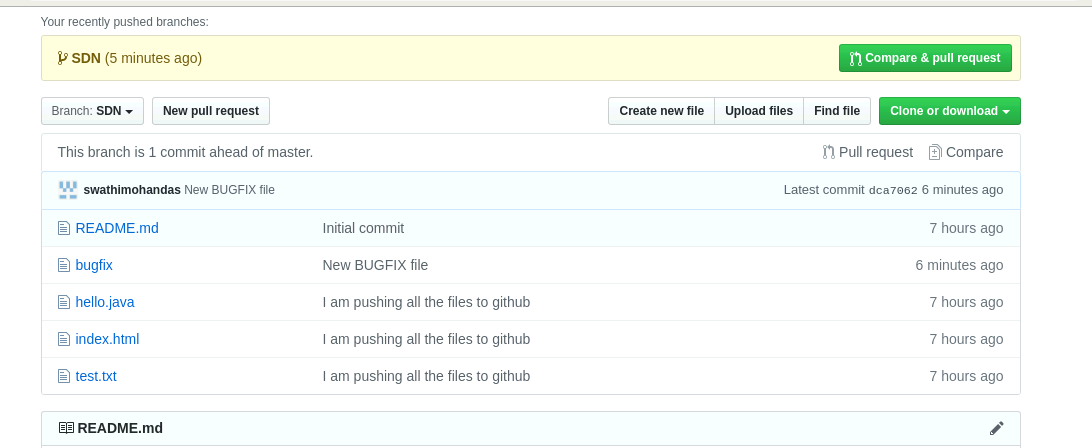 Your recently pushed branches:
SDN (5 minutes ago) Compare & pull request
Branch: SDN New pull request Create new file Upload files Find file Clone or download
This branch is 1 commit ahead of master. Pull request Compare
swathimohandas New BUGFIX file Latest commit dca7062 6 minutes ago
README.md Initial commit 7 hours ago
bugfix New BUGFIX file 6 minutes ago
hello.java I am pushing all the files to github 7 hours ago
index.html I am pushing all the files to github 7 hours ago
test.txt I am pushing all the files to github 7 hours ago
README.md